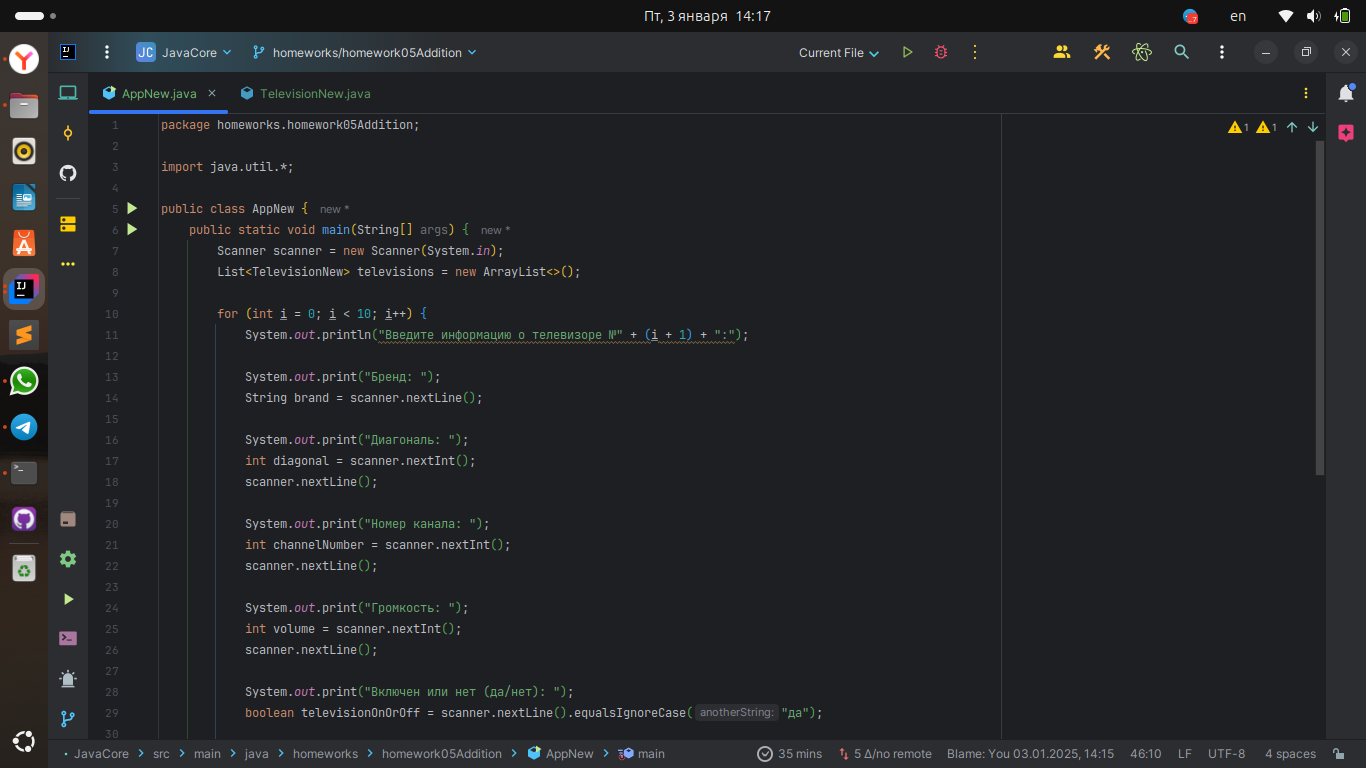 Пт, 3 января 14:17
en
JC JavaCore
homeworks/homework05Addition
Current File
AppNew.java
TelevisionNew.java
1 package homeworks.homework05Addition;
2
3 import java.util.*;
4
5 public class AppNew { new *
6 public static void main(String[] args) { new *
7 Scanner scanner = new Scanner(System.in);
8 List<TelevisionNew> televisions = new ArrayList<>();
9
10 for (int i = 0; i < 10; i++) {
11 System.out.println("Введите информацию о телевизоре №" + (i + 1) + ":");
12
13 System.out.print("Бренд: ");
14 String brand = scanner.nextLine();
15
16 System.out.print("Диагональ: ");
17 int diagonal = scanner.nextInt();
18 scanner.nextLine();
19
20 System.out.print("Номер канала: ");
21 int channelNumber = scanner.nextInt();
22 scanner.nextLine();
23
24 System.out.print("Громкость: ");
25 int volume = scanner.nextInt();
26 scanner.nextLine();
27
28 System.out.print("Включен или нет (да/нет): ");
29 boolean televisionOnOrOff = scanner.nextLine().equalsIgnoreCase( anotherString: "да");
30
1 1
JavaCore > src > main > java > homeworks > homework05Addition > AppNew > main
35 mins
5 Δ/no remote
Blame: You 03.01.2025, 14:15
46:10
LF
UTF-8
4 spaces